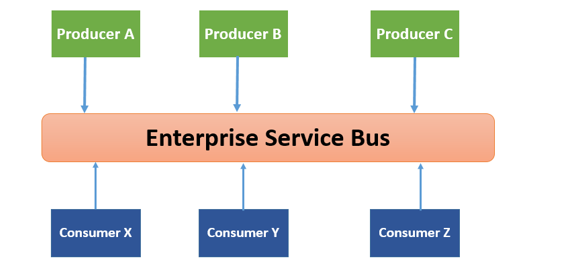 Producer A
Producer B
Producer C
Enterprise Service Bus
Consumer X
Consumer Y
Consumer Z